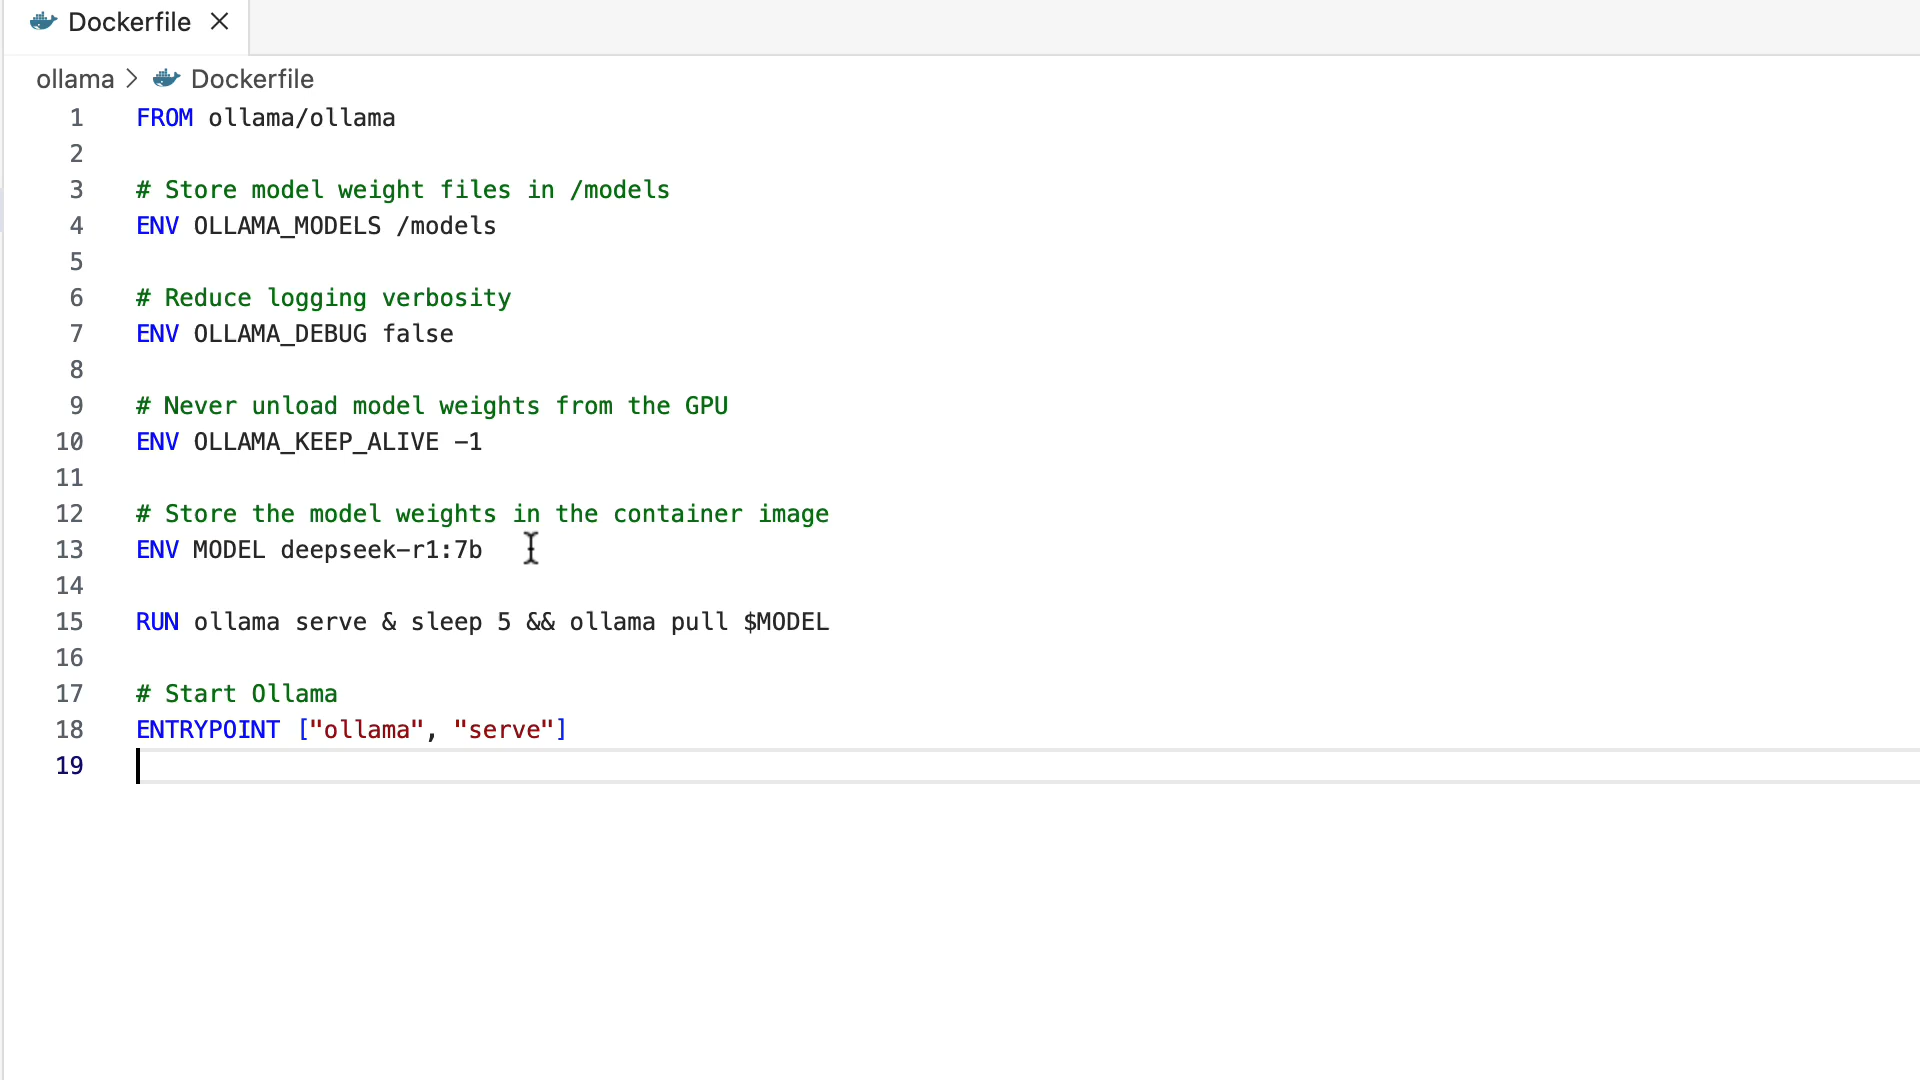 Dockerfile
ollama > Dockerfile
1 FROM ollama/ollama
2
3 # Store model weight files in /models
4 ENV OLLAMA_MODELS /models
5
6 # Reduce logging verbosity
7 ENV OLLAMA_DEBUG false
8
9 # Never unload model weights from the GPU
10 ENV OLLAMA_KEEP_ALIVE -1
11
12 # Store the model weights in the container image
13 ENV MODEL deepseek-r1:7b
14
15 RUN ollama serve & sleep 5 && ollama pull $MODEL
16
17 # Start Ollama
18 ENTRYPOINT ["ollama", "serve"]
19